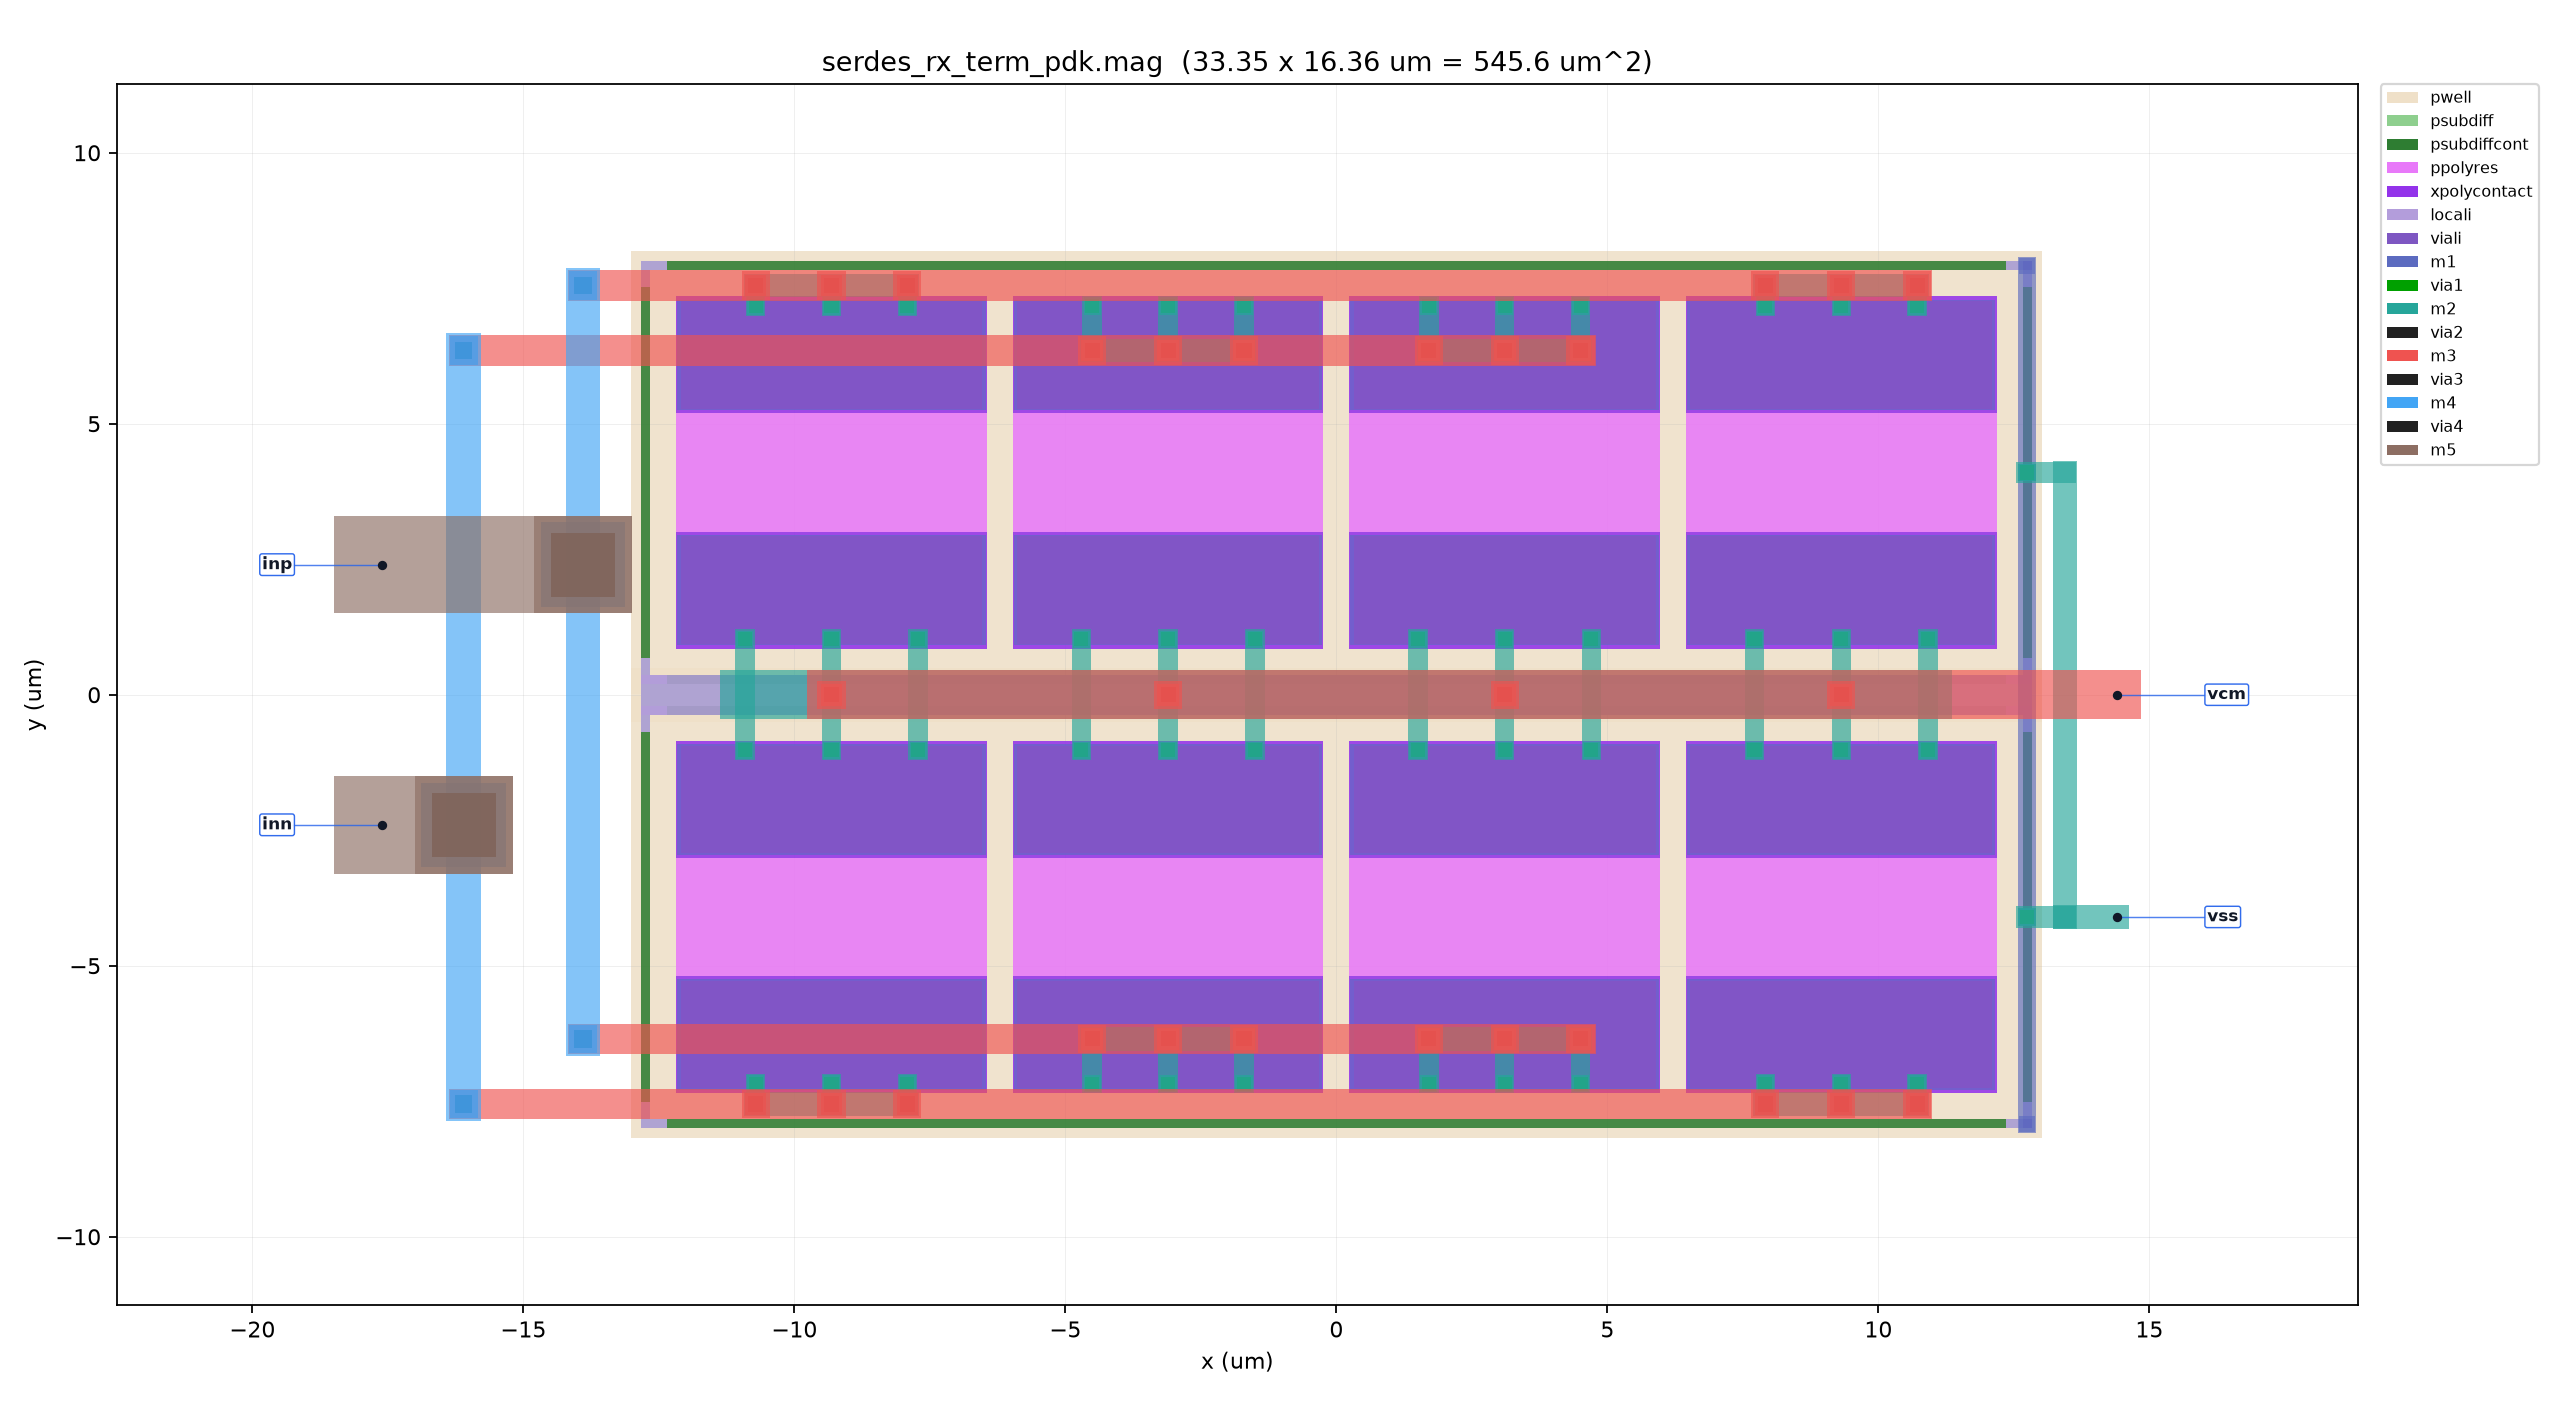 serdes_rx_term_pdk.mag (33.35 x 16.36 um = 545.6 um^2)
pwell
psubdiff
psubdiffcont
ppolyres
xpolycontact
locali
viali
m1
via1
m2
via2
m3
via3
m4
via4
m5
10
5
0
−5
−10
y (um)
inp
inn
vcm
vss
−20
−15
−10
−5
0
5
10
15
x (um)